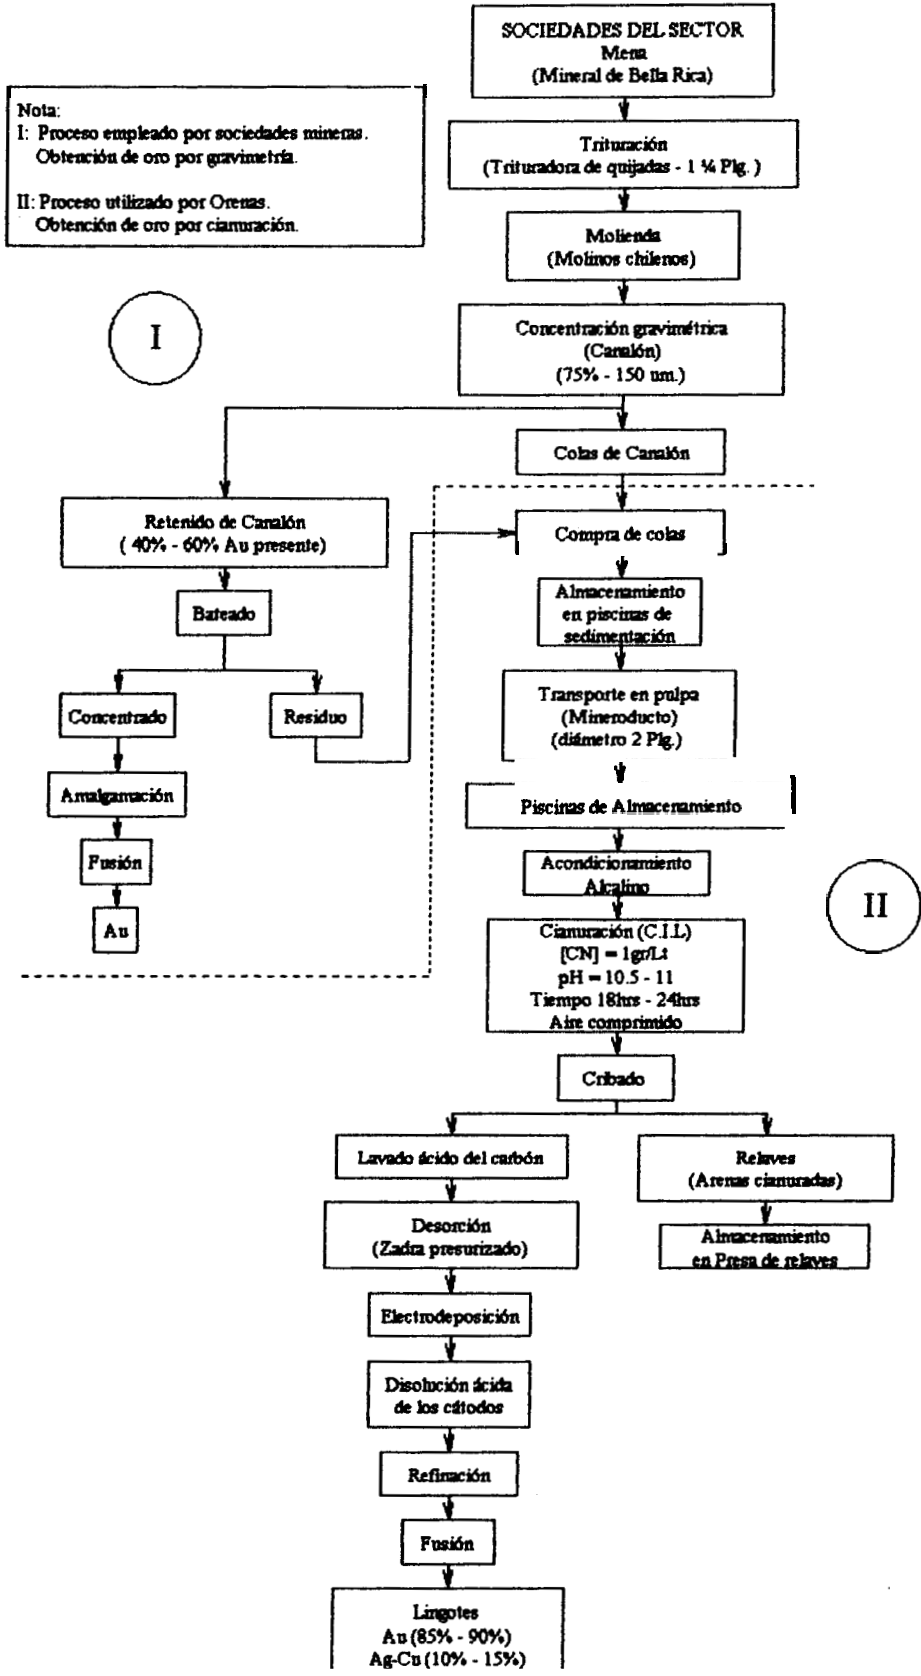 SOCIEDADES DEL SECTOR
Mena
(Mineral de Bella Rica)
Nota:
I: Proceso empleado por sociedades mineras.
Obtención de oro por gravimetría.
II: Proceso utilizado por Orenas.
Obtención de oro por cianuración.
Trituración
(Trituradora de quijadas - 1 ¼ Plg. )
Molienda
(Molinos chilenos)
I
Concentración gravimétrica
(Canalón)
(75% - 150 um.)
Colas de Canalón
Retenido de Canalón
( 40% - 60% Au presente)
Compra de colas
Bateado
Almacenamiento
en piscinas de
sedimentación
Concentrado
Residuo
Transporte en pulpa
(Mineroducto)
(diámetro 2 Plg.)
Amalgamación
Piscinas de Almacenamiento
Fusión
Acondicionamiento
Alcalino
Au
II
Cianuración (C.I.L)
[CN] = 1gr/Lt
pH = 10.5 - 11
Tiempo 18hrs - 24hrs
Aire comprimido
Cribado
Lavado ácido del carbón
Relaves
(Arenas cianuradas)
Desorción
(Zadra presurizado)
Almacenamiento
en Presa de relaves
Electrodeposición
Disolución ácida
de los cátodos
Refinación
Fusión
Lingotes
Au (85% - 90%)
Ag-Cu (10% - 15%)